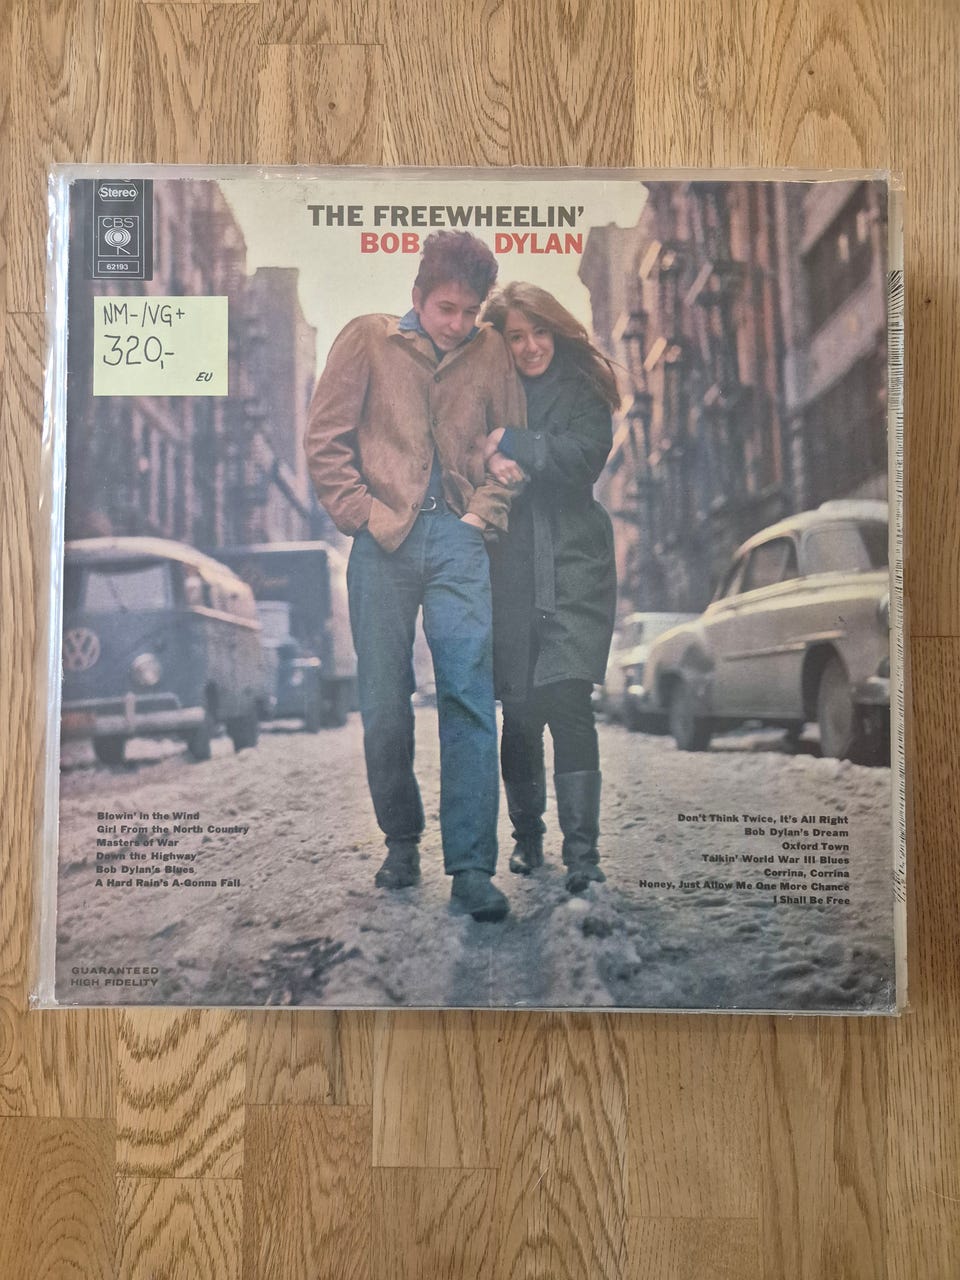 Stereo
CBS
62193
THE FREEWHEELIN'
BOB DYLAN
NM-/VG+
320,-
EU
Blowin' in the Wind
Girl From the North Country
Masters of War
Down the Highway
Bob Dylan's Blues
A Hard Rain's A-Gonna Fall
Don't Think Twice, It's All Right
Bob Dylan's Dream
Oxford Town
Talkin' World War III Blues
Corrina, Corrina
Honey, Just Allow Me One More Chance
I Shall Be Free
GUARANTEED
HIGH FIDELITY